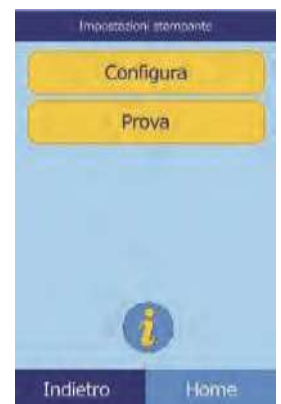 Impostazioni stampante
Configura
Prova
i
Indietro Home